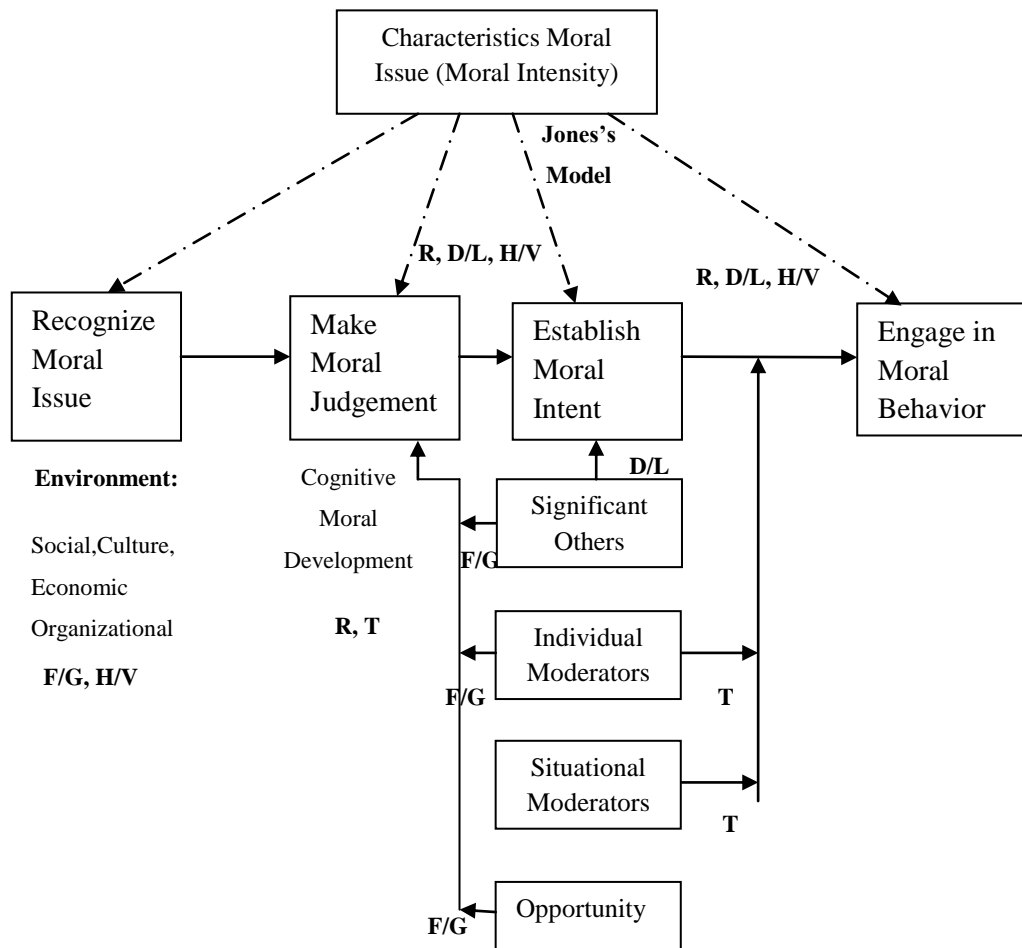 Characteristics Moral
Issue (Moral Intensity)
Jones's
Model
R, D/L, H/V
R, D/L, H/V
Recognize
Moral
Issue
Make
Moral
Judgement
Establish
Moral
Intent
Engage in
Moral
Behavior
Environment:
Social,Culture,
Economic
Organizational
F/G, H/V
Cognitive
Moral
Development
R, T
D/L
Significant
Others
F/G
Individual
Moderators
F/G
T
Situational
Moderators
T
Opportunity
F/G